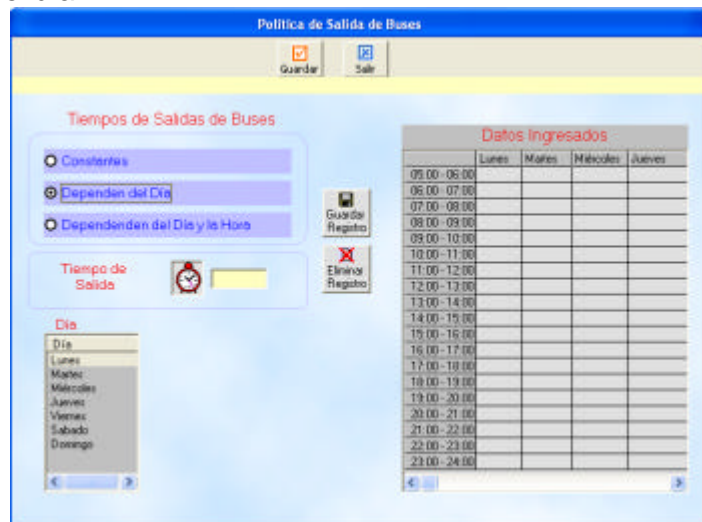 Política de Salida de Buses
Guardar
Salir
Tiempos de Salidas de Buses
Constantes
Dependen del Día
Dependenden del Día y la Hora
Guardar
Registro
Eliminar
Registro
Tiempo de
Salida
Día
Día
Lunes
Martes
Miércoles
Jueves
Viernes
Sabado
Domingo
Datos Ingresados
Lunes Martes Miércoles Jueves
05:00 - 06:00
06:00 - 07:00
07:00 - 08:00
08:00 - 09:00
09:00 - 10:00
10:00 - 11:00
11:00 - 12:00
12:00 - 13:00
13:00 - 14:00
14:00 - 15:00
15:00 - 16:00
16:00 - 17:00
17:00 - 18:00
18:00 - 19:00
19:00 - 20:00
20:00 - 21:00
21:00 - 22:00
22:00 - 23:00
23:00 - 24:00